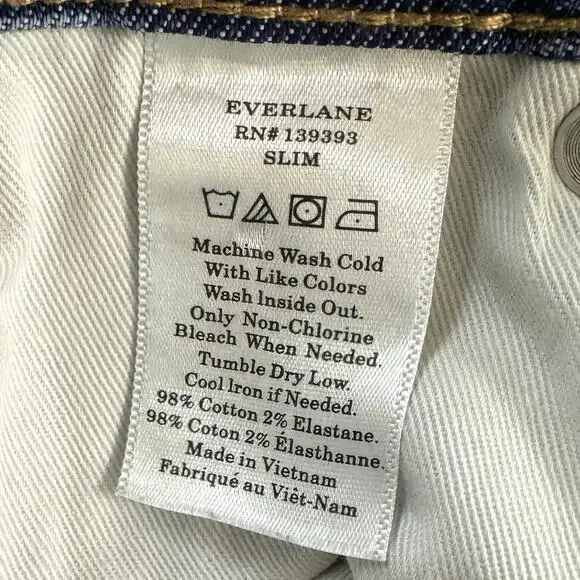 EVERLANE
RN# 139393
SLIM
Machine Wash Cold
With Like Colors
Wash Inside Out.
Only Non-Chlorine
Bleach When Needed.
Tumble Dry Low.
Cool Iron if Needed.
98% Cotton 2% Elastane.
98% Coton 2% Élasthanne.
Made in Vietnam
Fabriqué au Viêt-Nam